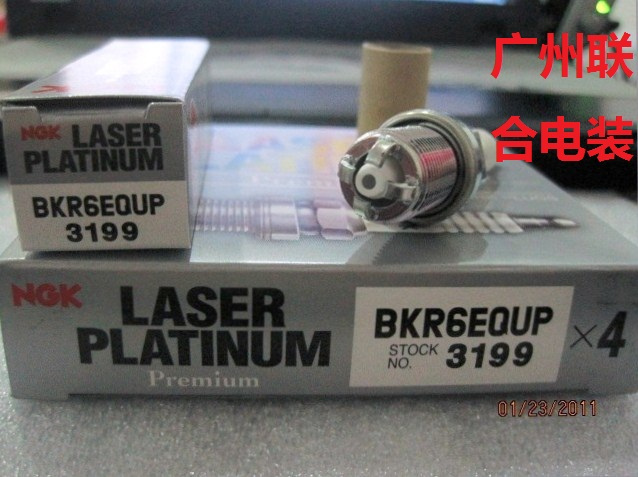 广州联
合电装
NGK LASER
PLATINUM
BKR6EQUP
3199
NGK LASER
PLATINUM
Premium
BKR6EQUP
STOCK
NO. 3199
×4
01/23/2011